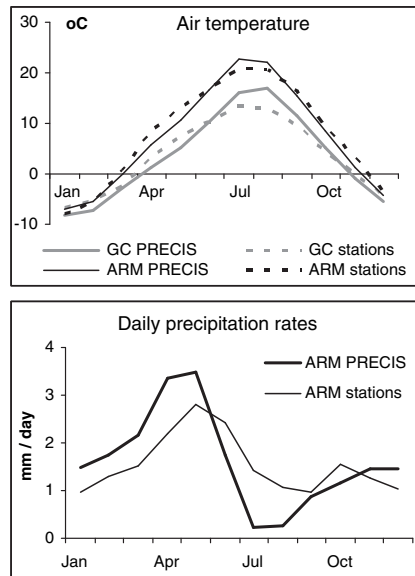 oC Air temperature
30
20
10
0
-10
Jan Apr Jul Oct
GC PRECIS GC stations
ARM PRECIS ARM stations
Daily precipitation rates
mm / day
4
3
2
1
0
ARM PRECIS
ARM stations
Jan Apr Jul Oct